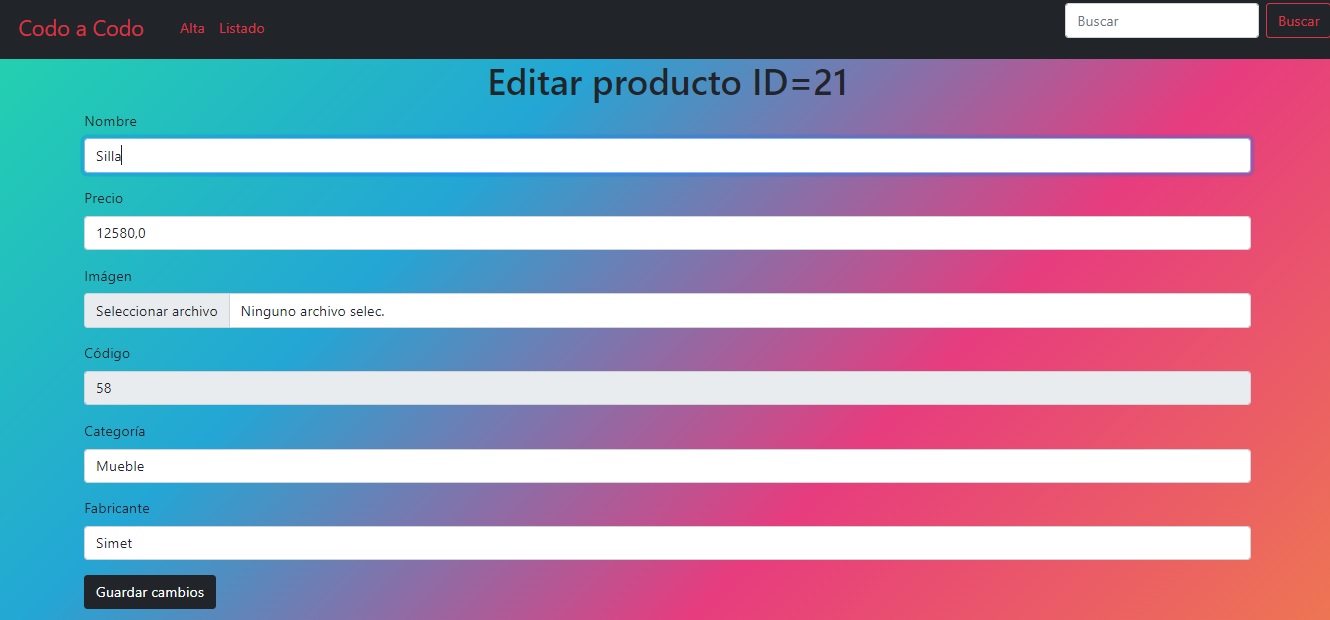 Codo a Codo Alta Listado Buscar Buscar
Editar producto ID=21
Nombre
Silla
Precio
12580,0
Imágen
Seleccionar archivo Ninguno archivo selec.
Código
58
Categoría
Mueble
Fabricante
Simet
Guardar cambios